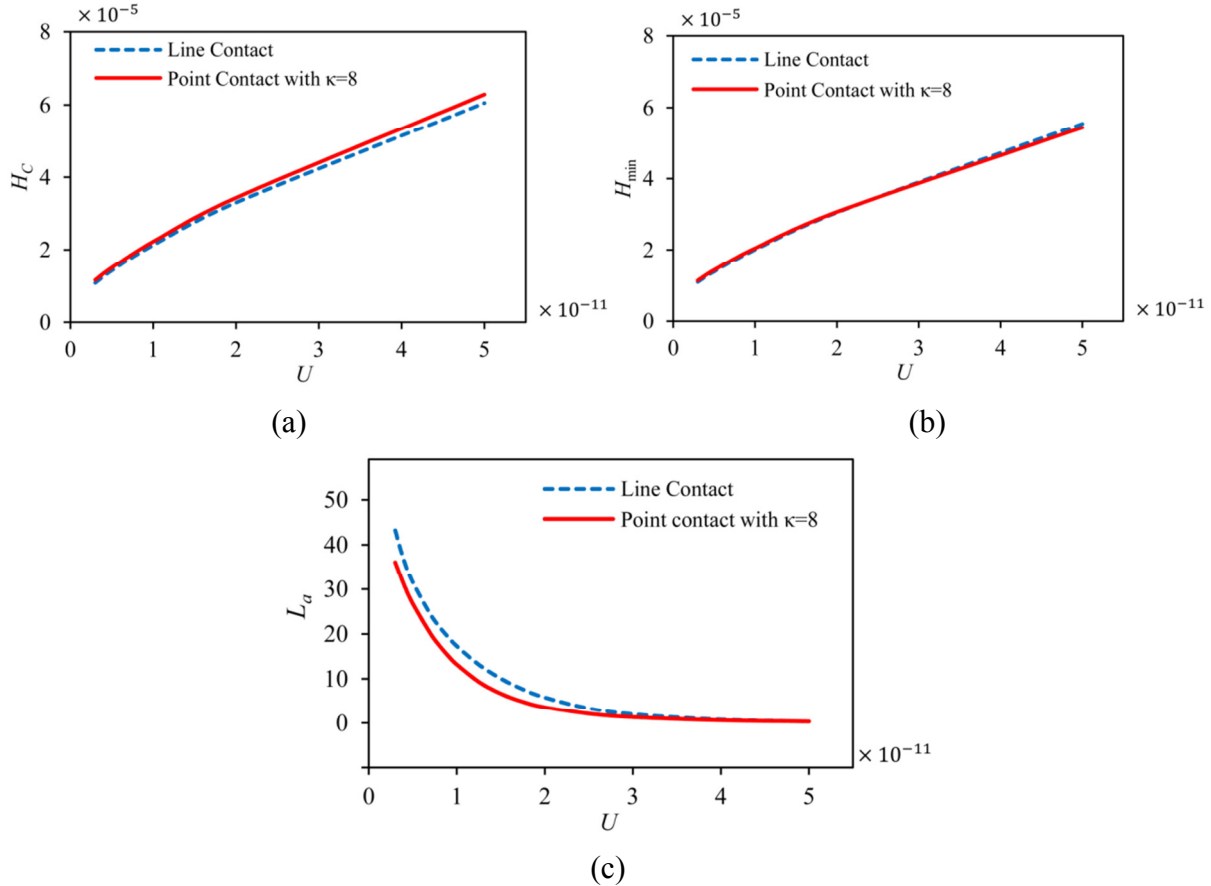 × 10⁻⁵
8
6
4
2
0
H_C
Line Contact
Point Contact with κ=8
0 1 2 3 4 5
× 10⁻¹¹
U
(a)
× 10⁻⁵
8
6
4
2
0
H_min
Line Contact
Point Contact with κ=8
0 1 2 3 4 5
× 10⁻¹¹
U
(b)
50
40
30
20
10
0
L_a
Line Contact
Point contact with κ=8
0 1 2 3 4 5
× 10⁻¹¹
U
(c)